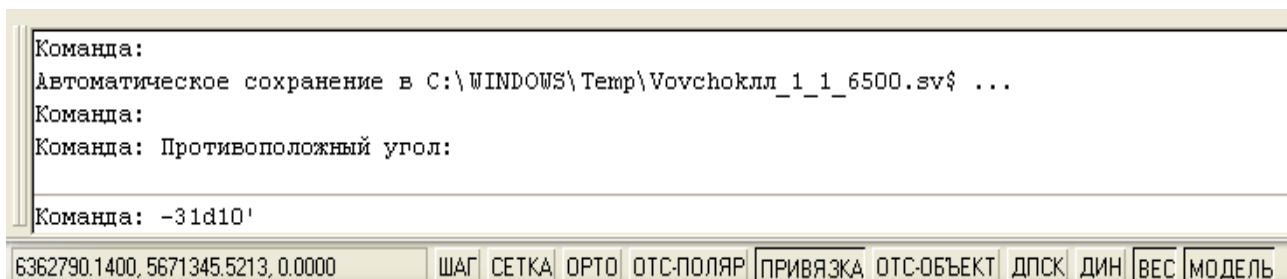 Команда:
Автоматическое сохранение в C:\WINDOWS\Temp\Vovchokлл_1_1_6500.sv$ ...
Команда:
Команда: Противоположный угол:
Команда: -31d10'
6362790.1400, 5671345.5213, 0.0000 ШАГ СЕТКА ОРТО ОТС-ПОЛЯР ПРИВЯЗКА ОТС-ОБЪЕКТ ДПСК ДИН ВЕС МОДЕЛЬ